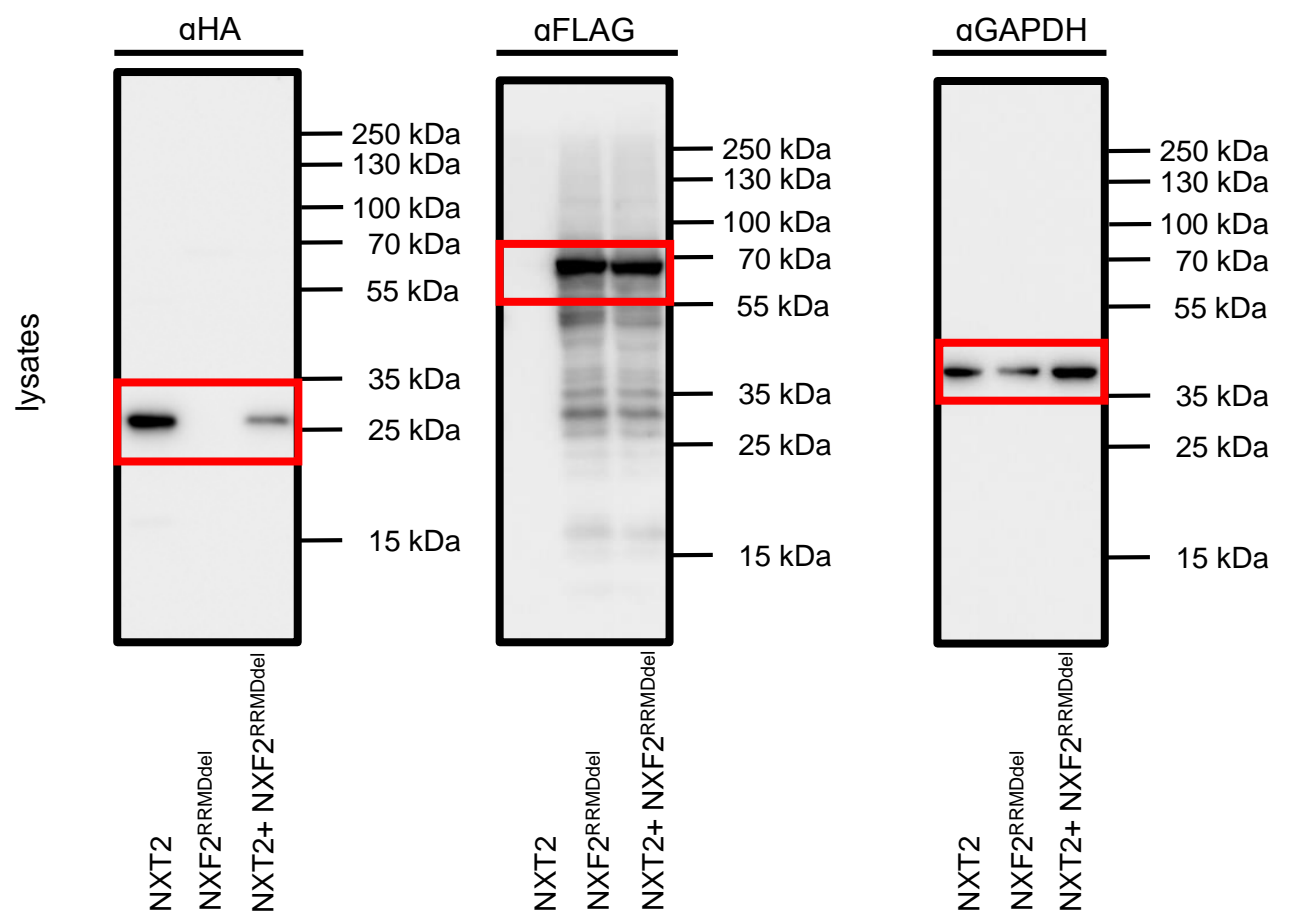 αHA
αFLAG
αGAPDH
250 kDa
130 kDa
100 kDa
70 kDa
55 kDa
35 kDa
25 kDa
15 kDa
250 kDa
130 kDa
100 kDa
70 kDa
55 kDa
35 kDa
25 kDa
15 kDa
250 kDa
130 kDa
100 kDa
70 kDa
55 kDa
35 kDa
25 kDa
15 kDa
lysates
NXT2
NXF2RRMDdel
NXT2+ NXF2RRMDdel
NXT2
NXF2RRMDdel
NXT2+ NXF2RRMDdel
NXT2
NXF2RRMDdel
NXT2+ NXF2RRMDdel